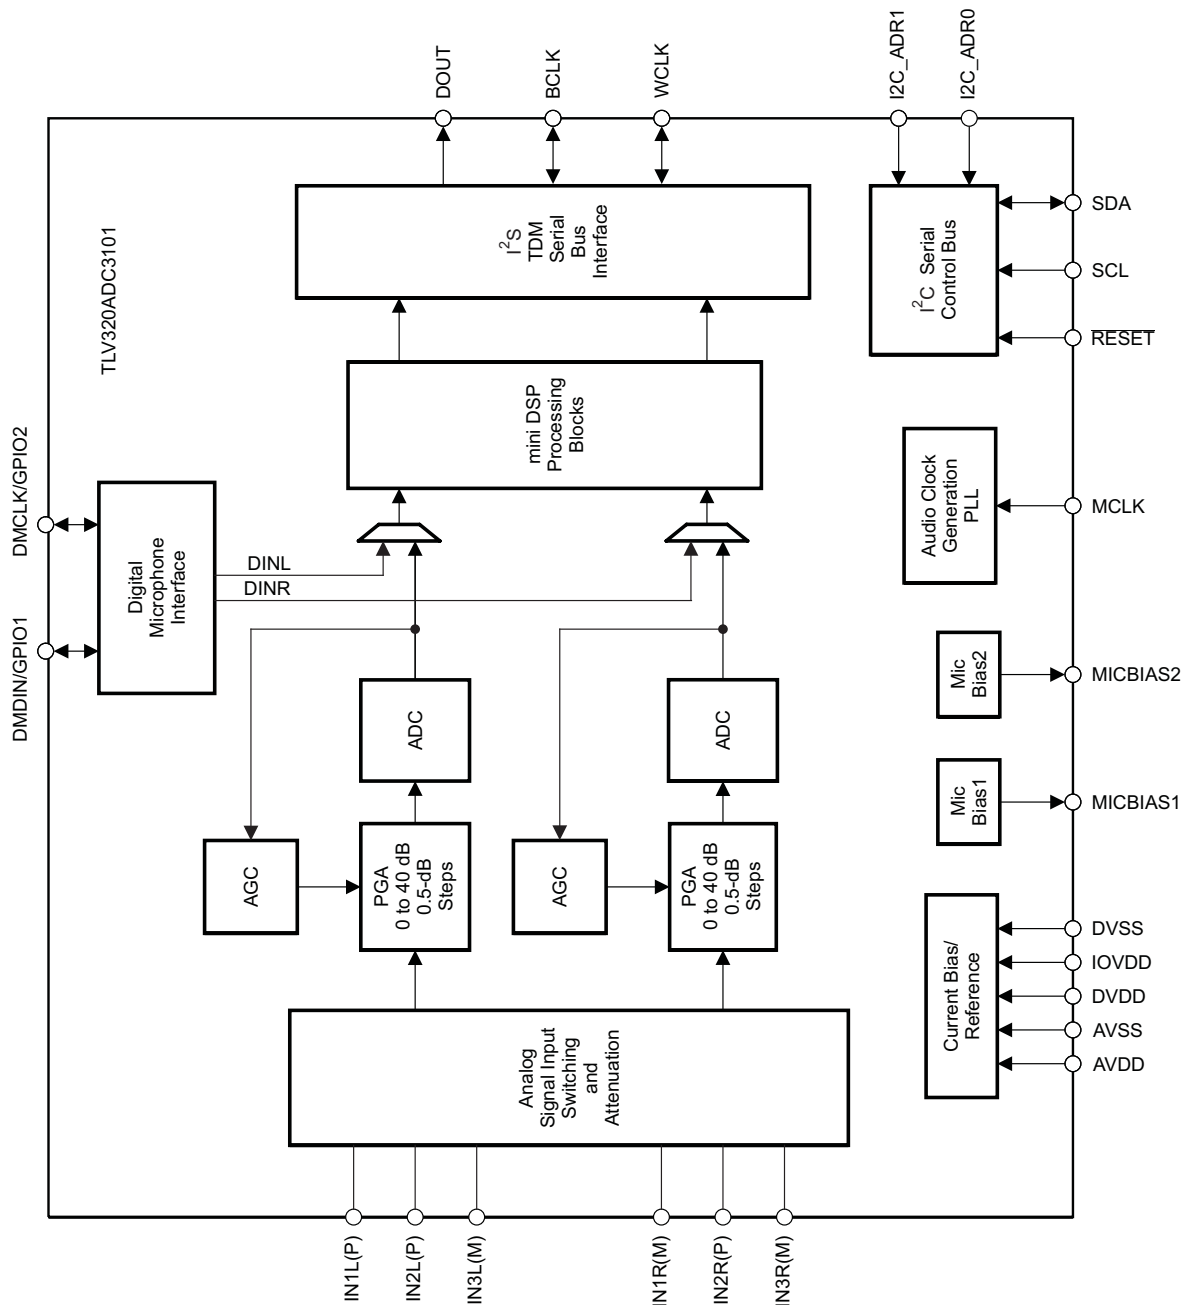 DMDIN/GPIO1
DMCLK/GPIO2
TLV320ADC3101
Digital
Microphone
Interface
DINL
DINR
IN1L(P)
IN2L(P)
IN3L(M)
IN1R(M)
IN2R(P)
IN3R(M)
Analog
Signal Input
Switching
and
Attenuation
AGC
PGA
0 to 40 dB
0.5-dB
Steps
ADC
AGC
PGA
0 to 40 dB
0.5-dB
Steps
ADC
mini DSP
Processing
Blocks
I2S
TDM
Serial
Bus
Interface
DOUT
BCLK
WCLK
I2C_ADR1
I2C_ADR0
I2C Serial
Control Bus
SDA
SCL
RESET
Audio Clock
Generation
PLL
MCLK
Mic
Bias2
MICBIAS2
Mic
Bias1
MICBIAS1
Current Bias/
Reference
DVSS
IOVDD
DVDD
AVSS
AVDD